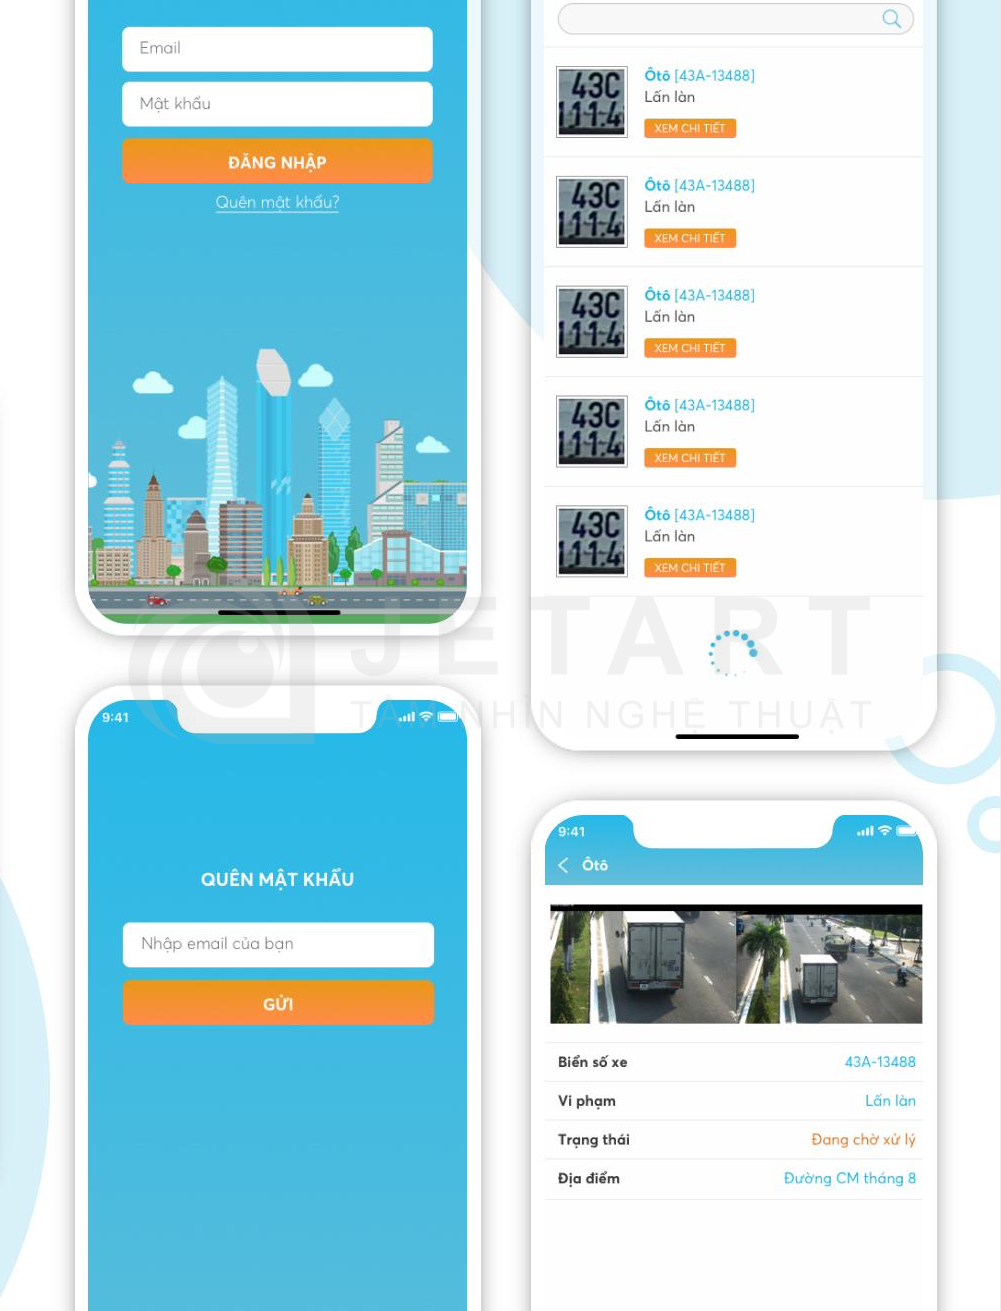 Email
Mật khẩu
ĐĂNG NHẬP
Quên mật khẩu?
Ôtô [43A-13488]
Lấn làn
XEM CHI TIẾT
43C
111.4
Ôtô [43A-13488]
Lấn làn
XEM CHI TIẾT
43C
111.4
Ôtô [43A-13488]
Lấn làn
XEM CHI TIẾT
43C
111.4
Ôtô [43A-13488]
Lấn làn
XEM CHI TIẾT
43C
111.4
Ôtô [43A-13488]
Lấn làn
XEM CHI TIẾT
43C
111.4
JETART
TẦM NHÌN NGHỆ THUẬT
9:41
QUÊN MẬT KHẨU
Nhập email của bạn
GỬI
9:41
Ôtô
Biển số xe 43A-13488
Vi phạm Lấn làn
Trạng thái Đang chờ xử lý
Địa điểm Đường CM tháng 8